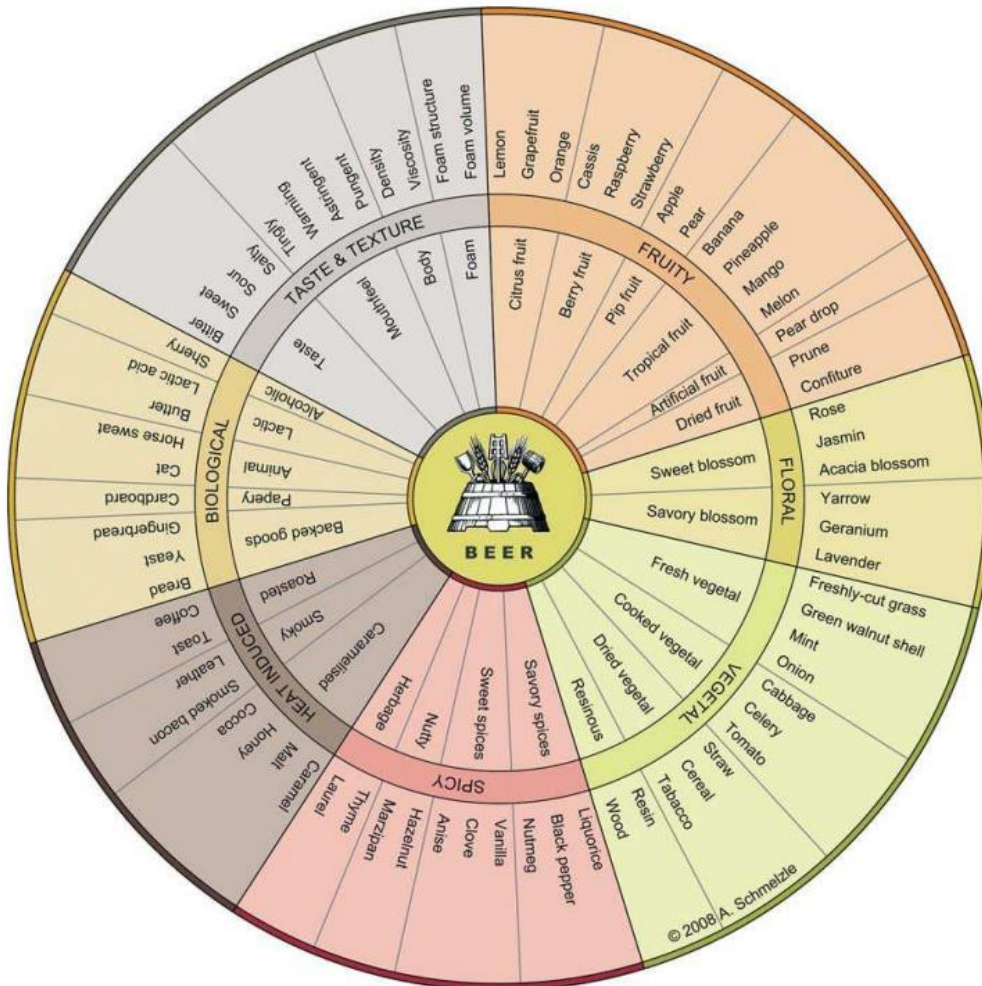 BEER
TASTE & TEXTURE
Taste
Bitter
Sweet
Sour
Salty
Mouthfeel
Tingly
Warming
Astringent
Pungent
Body
Density
Viscosity
Foam
Foam structure
Foam volume
FRUITY
Citrus fruit
Lemon
Grapefruit
Orange
Berry fruit
Cassis
Raspberry
Strawberry
Pip fruit
Apple
Pear
Tropical fruit
Banana
Pineapple
Mango
Melon
Artificial fruit
Pear drop
Dried fruit
Prune
Confiture
FLORAL
Sweet blossom
Rose
Jasmin
Acacia blossom
Savory blossom
Yarrow
Geranium
Lavender
VEGETAL
Fresh vegetal
Freshly-cut grass
Green walnut shell
Mint
Onion
Cooked vegetal
Cabbage
Celery
Tomato
Dried vegetal
Straw
Cereal
Tabacco
Resinous
Resin
Wood
SPICY
Savory spices
Liquorice
Black pepper
Nutmeg
Sweet spices
Vanilla
Clove
Anise
Nutty
Hazelnut
Marzipan
Herbage
Thyme
Laurel
HEAT INDUCED
Caramelised
Caramel
Malt
Honey
Cocoa
Smoky
Smoked bacon
Leather
Roasted
Toast
Coffee
BIOLOGICAL
Backed goods
Bread
Yeast
Gingerbread
Papery
Cardboard
Animal
Cat
Horse sweat
Lactic
Butter
Lactic acid
Alcoholic
Sherry
© 2008 A. Schmelzle